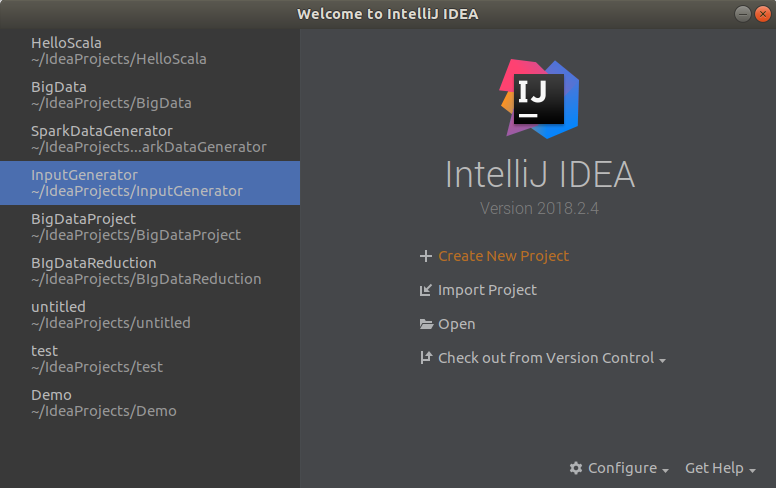 Welcome to IntelliJ IDEA
HelloScala
~/IdeaProjects/HelloScala
BigData
~/IdeaProjects/BigData
SparkDataGenerator
~/IdeaProjects...arkDataGenerator
InputGenerator
~/IdeaProjects/InputGenerator
BigDataProject
~/IdeaProjects/BigDataProject
BIgDataReduction
~/IdeaProjects/BIgDataReduction
untitled
~/IdeaProjects/untitled
test
~/IdeaProjects/test
Demo
~/IdeaProjects/Demo
IJ
IntelliJ IDEA
Version 2018.2.4
Create New Project
Import Project
Open
Check out from Version Control
Configure
Get Help